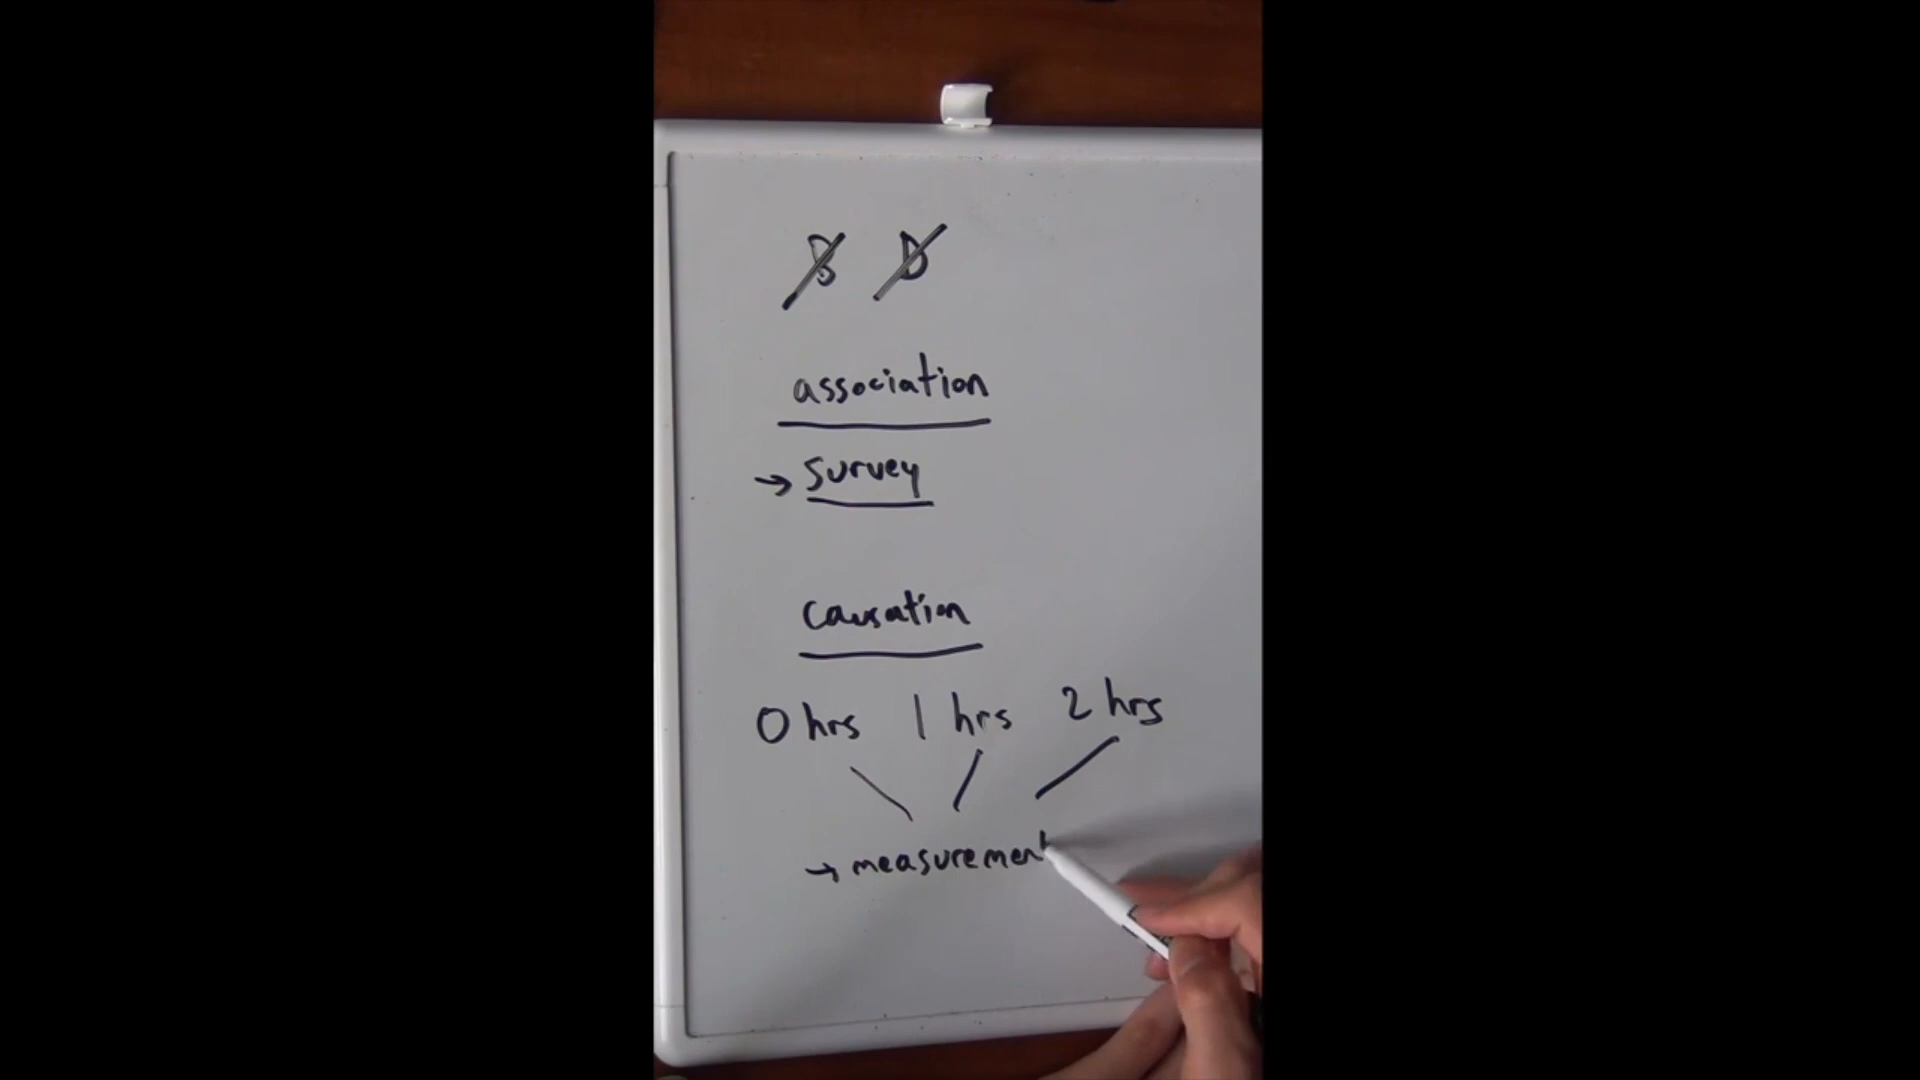 B D
association
→ survey
causation
0 hrs 1 hrs 2 hrs
→ measurement